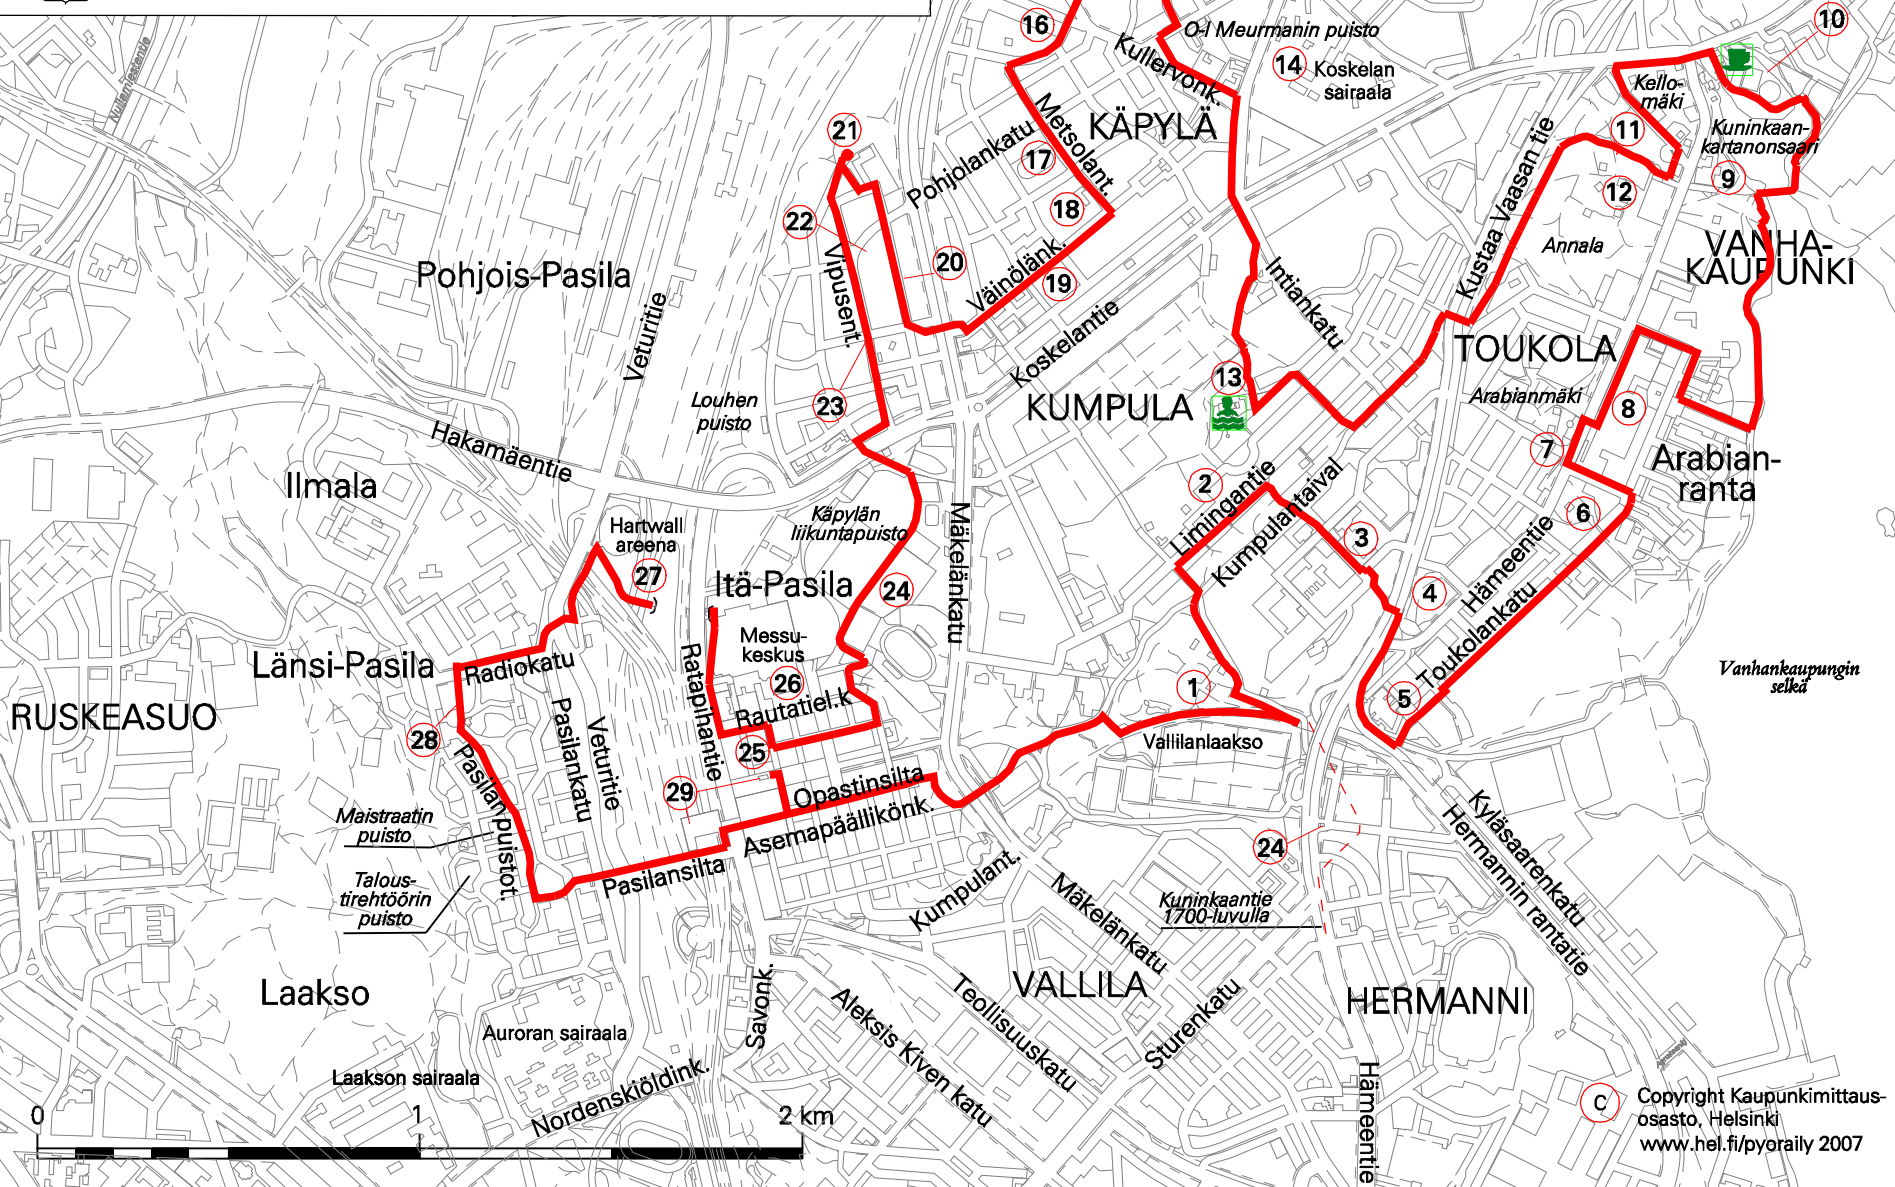 10
16
O-I Meurmanin puisto
Kullervonk.
14
Koskelan
sairaala
Nuijamiestentie
Kello-
mäki
21
Metsolant.
KÄPYLÄ
11
Kuninkaan-
kartanonsaari
Pohjolankatu
17
Kustaa Vaasan tie
12
9
18
22
Vipusent.
20
Väinölänk.
19
Annala
VANHA-
KAUPUNKI
Pohjois-Pasila
Veturitie
Intiankatu
Koskelantie
TOUKOLA
13
Louhen
puisto
23
KUMPULA
Arabianmäki
8
Hakamäentie
7
Arabian-
ranta
Ilmala
2
Limingantie
Kumpulantaival
Käpylän
liikuntapuisto
Mäkelänkatu
6
Hartwall
areena
27
3
Hämeentie
Itä-Pasila
24
4
Toukolankatu
Messu-
keskus
26
Länsi-Pasila
Radiokatu
Ratapihantie
Vanhankaupungin
selkä
1
5
RUSKEASUO
Rautatiel.k
28
Pasilankatu
Veturitie
25
Vallilanlaakso
Pasilan puistot.
29
Opastinsilta
Asemapäällikönk.
Maistraatin
puisto
Kyläsaarenkatu
Hermannin rantatie
24
Talous-
tirehtöörin
puisto
Pasilansilta
Kumpulant.
Mäkelänkatu
Kuninkaantie
1700-luvulla
Laakso
VALLILA
HERMANNI
Savonk.
Aleksis Kiven katu
Teollisuuskatu
Sturenkatu
Auroran sairaala
Laakson sairaala
Nordenskiöldink.
Hämeentie
0
1
2 km
C
Copyright Kaupunkimittaus-
osasto, Helsinki
www.hel.fi/pyoraily 2007